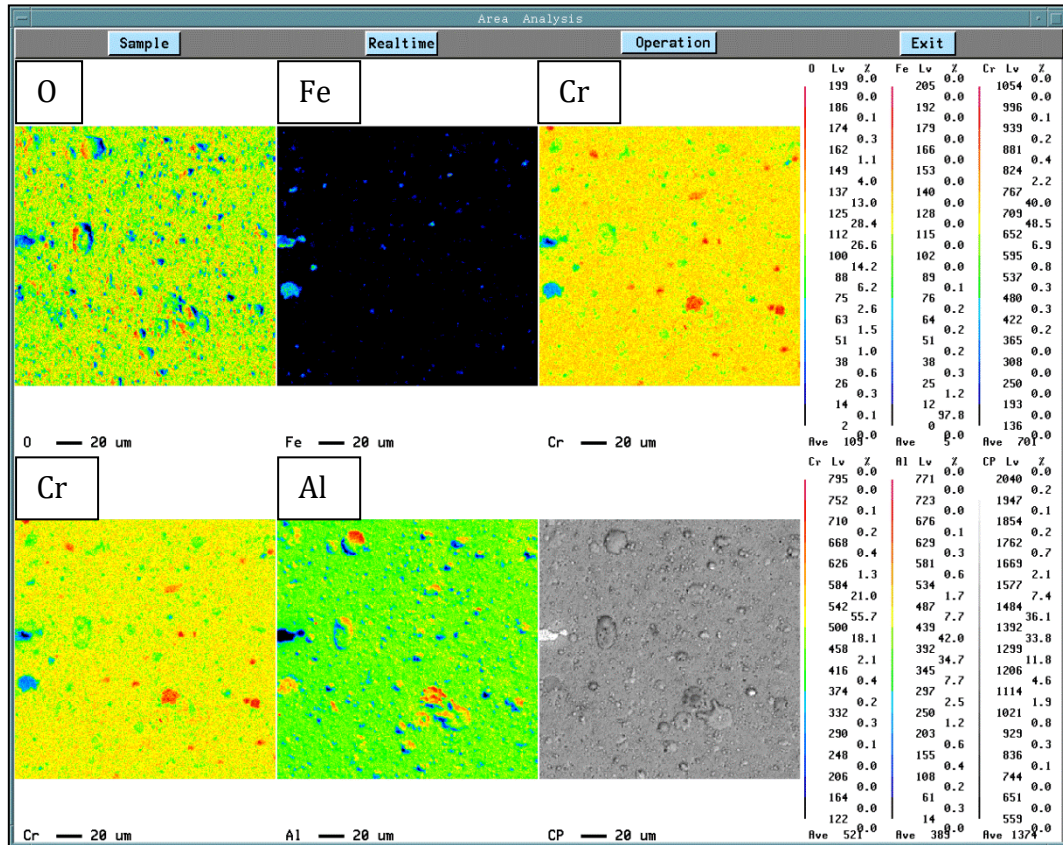 Area Analysis
Sample Realtime Operation Exit
O Fe Cr
O Lv % Fe Lv % Cr Lv %
0.0 0.0 0.0
199 205 1054
0.0 0.0 0.0
186 192 996
0.1 0.0 0.1
174 179 939
0.3 0.0 0.2
162 166 881
1.1 0.0 0.4
149 153 824
4.0 0.0 2.2
137 140 767
13.0 0.0 40.0
125 128 709
28.4 0.0 48.5
112 115 652
26.6 0.0 6.9
100 102 595
14.2 0.0 0.8
88 89 537
6.2 0.1 0.3
75 76 480
2.6 0.2 0.3
63 64 422
1.5 0.2 0.2
51 51 365
1.0 0.2 0.0
38 38 308
0.6 0.3 0.0
26 25 250
0.3 1.2 0.0
14 12 193
0.1 97.8 0.0
2 0 136
0.0 0.0 0.0
O 20 um Fe 20 um Cr 20 um
Ave 109 Ave 5 Ave 701
Cr Al
Cr Lv % Al Lv % CP Lv %
0.0 0.0 0.0
795 771 2040
0.0 0.0 0.2
752 723 1947
0.1 0.0 0.1
710 676 1854
0.2 0.1 0.2
668 629 1762
0.4 0.3 0.7
626 581 1669
1.3 0.6 2.1
584 534 1577
21.0 1.7 7.4
542 487 1484
55.7 7.7 36.1
500 439 1392
18.1 42.0 33.8
458 392 1299
2.1 34.7 11.8
416 345 1206
0.4 7.7 4.6
374 297 1114
0.2 2.5 1.9
332 250 1021
0.3 1.2 0.8
290 203 929
0.1 0.6 0.3
248 155 836
0.0 0.4 0.1
206 108 744
0.0 0.2 0.0
164 61 651
0.0 0.3 0.0
122 14 559
0.0 0.0 0.0
Cr 20 um Al 20 um CP 20 um
Ave 521 Ave 389 Ave 1374